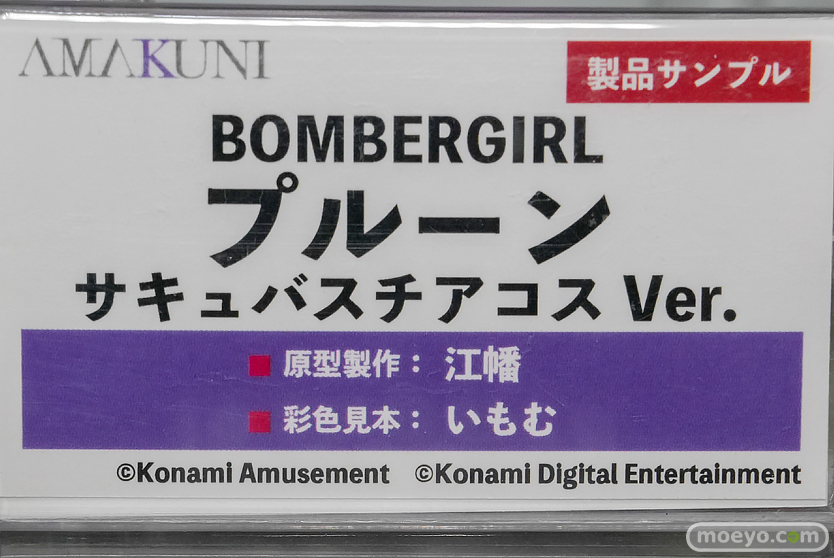 AMAKUNI
製品サンプル
BOMBERGIRL
プルーン
サキュバスチアコス Ver.
■ 原型製作： 江幡
■ 彩色見本： いもむ
©Konami Amusement ©Konami Digital Entertainment
moeyo.com